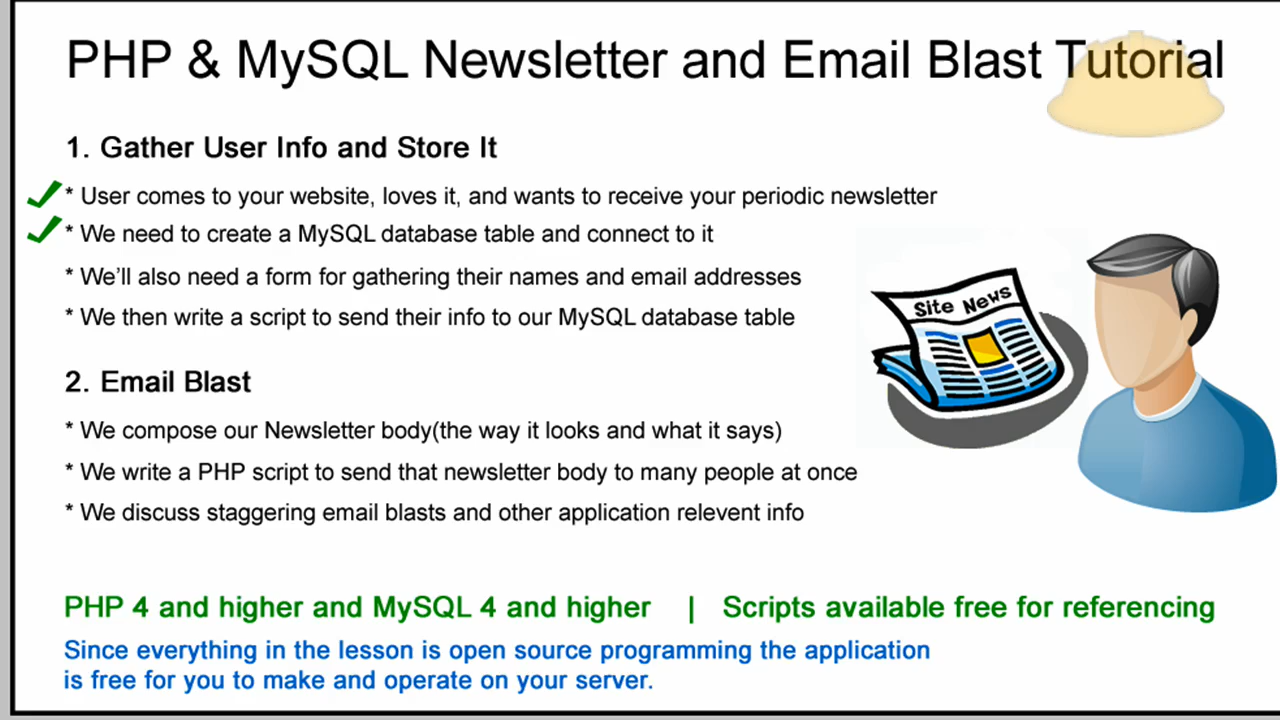 PHP & MySQL Newsletter and Email Blast Tutorial
1. Gather User Info and Store It
* User comes to your website, loves it, and wants to receive your periodic newsletter
* We need to create a MySQL database table and connect to it
* We'll also need a form for gathering their names and email addresses
* We then write a script to send their info to our MySQL database table
Site News
2. Email Blast
* We compose our Newsletter body(the way it looks and what it says)
* We write a PHP script to send that newsletter body to many people at once
* We discuss staggering email blasts and other application relevent info
PHP 4 and higher and MySQL 4 and higher | Scripts available free for referencing
Since everything in the lesson is open source programming the application
is free for you to make and operate on your server.